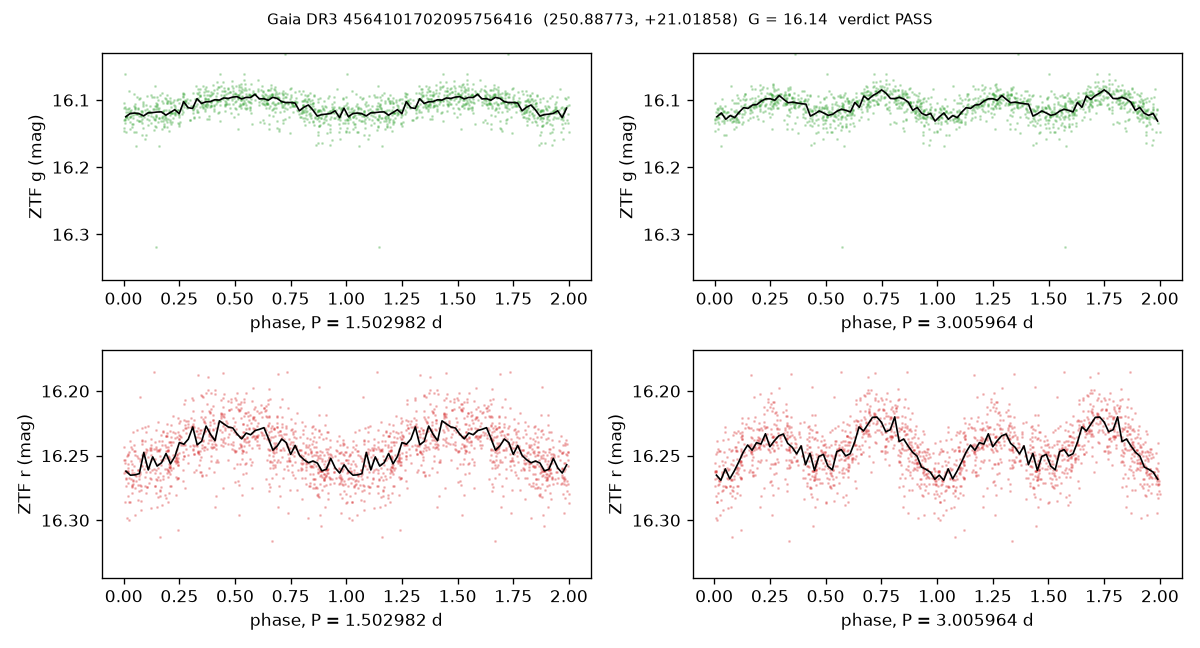 Gaia DR3 4564101702095756416 (250.88773, +21.01858) G = 16.14 verdict PASS
ZTF g (mag)
16.1
16.2
16.3
0.00 0.25 0.50 0.75 1.00 1.25 1.50 1.75 2.00
phase, P = 1.502982 d
ZTF g (mag)
16.1
16.2
16.3
0.00 0.25 0.50 0.75 1.00 1.25 1.50 1.75 2.00
phase, P = 3.005964 d
ZTF r (mag)
16.20
16.25
16.30
0.00 0.25 0.50 0.75 1.00 1.25 1.50 1.75 2.00
phase, P = 1.502982 d
ZTF r (mag)
16.20
16.25
16.30
0.00 0.25 0.50 0.75 1.00 1.25 1.50 1.75 2.00
phase, P = 3.005964 d